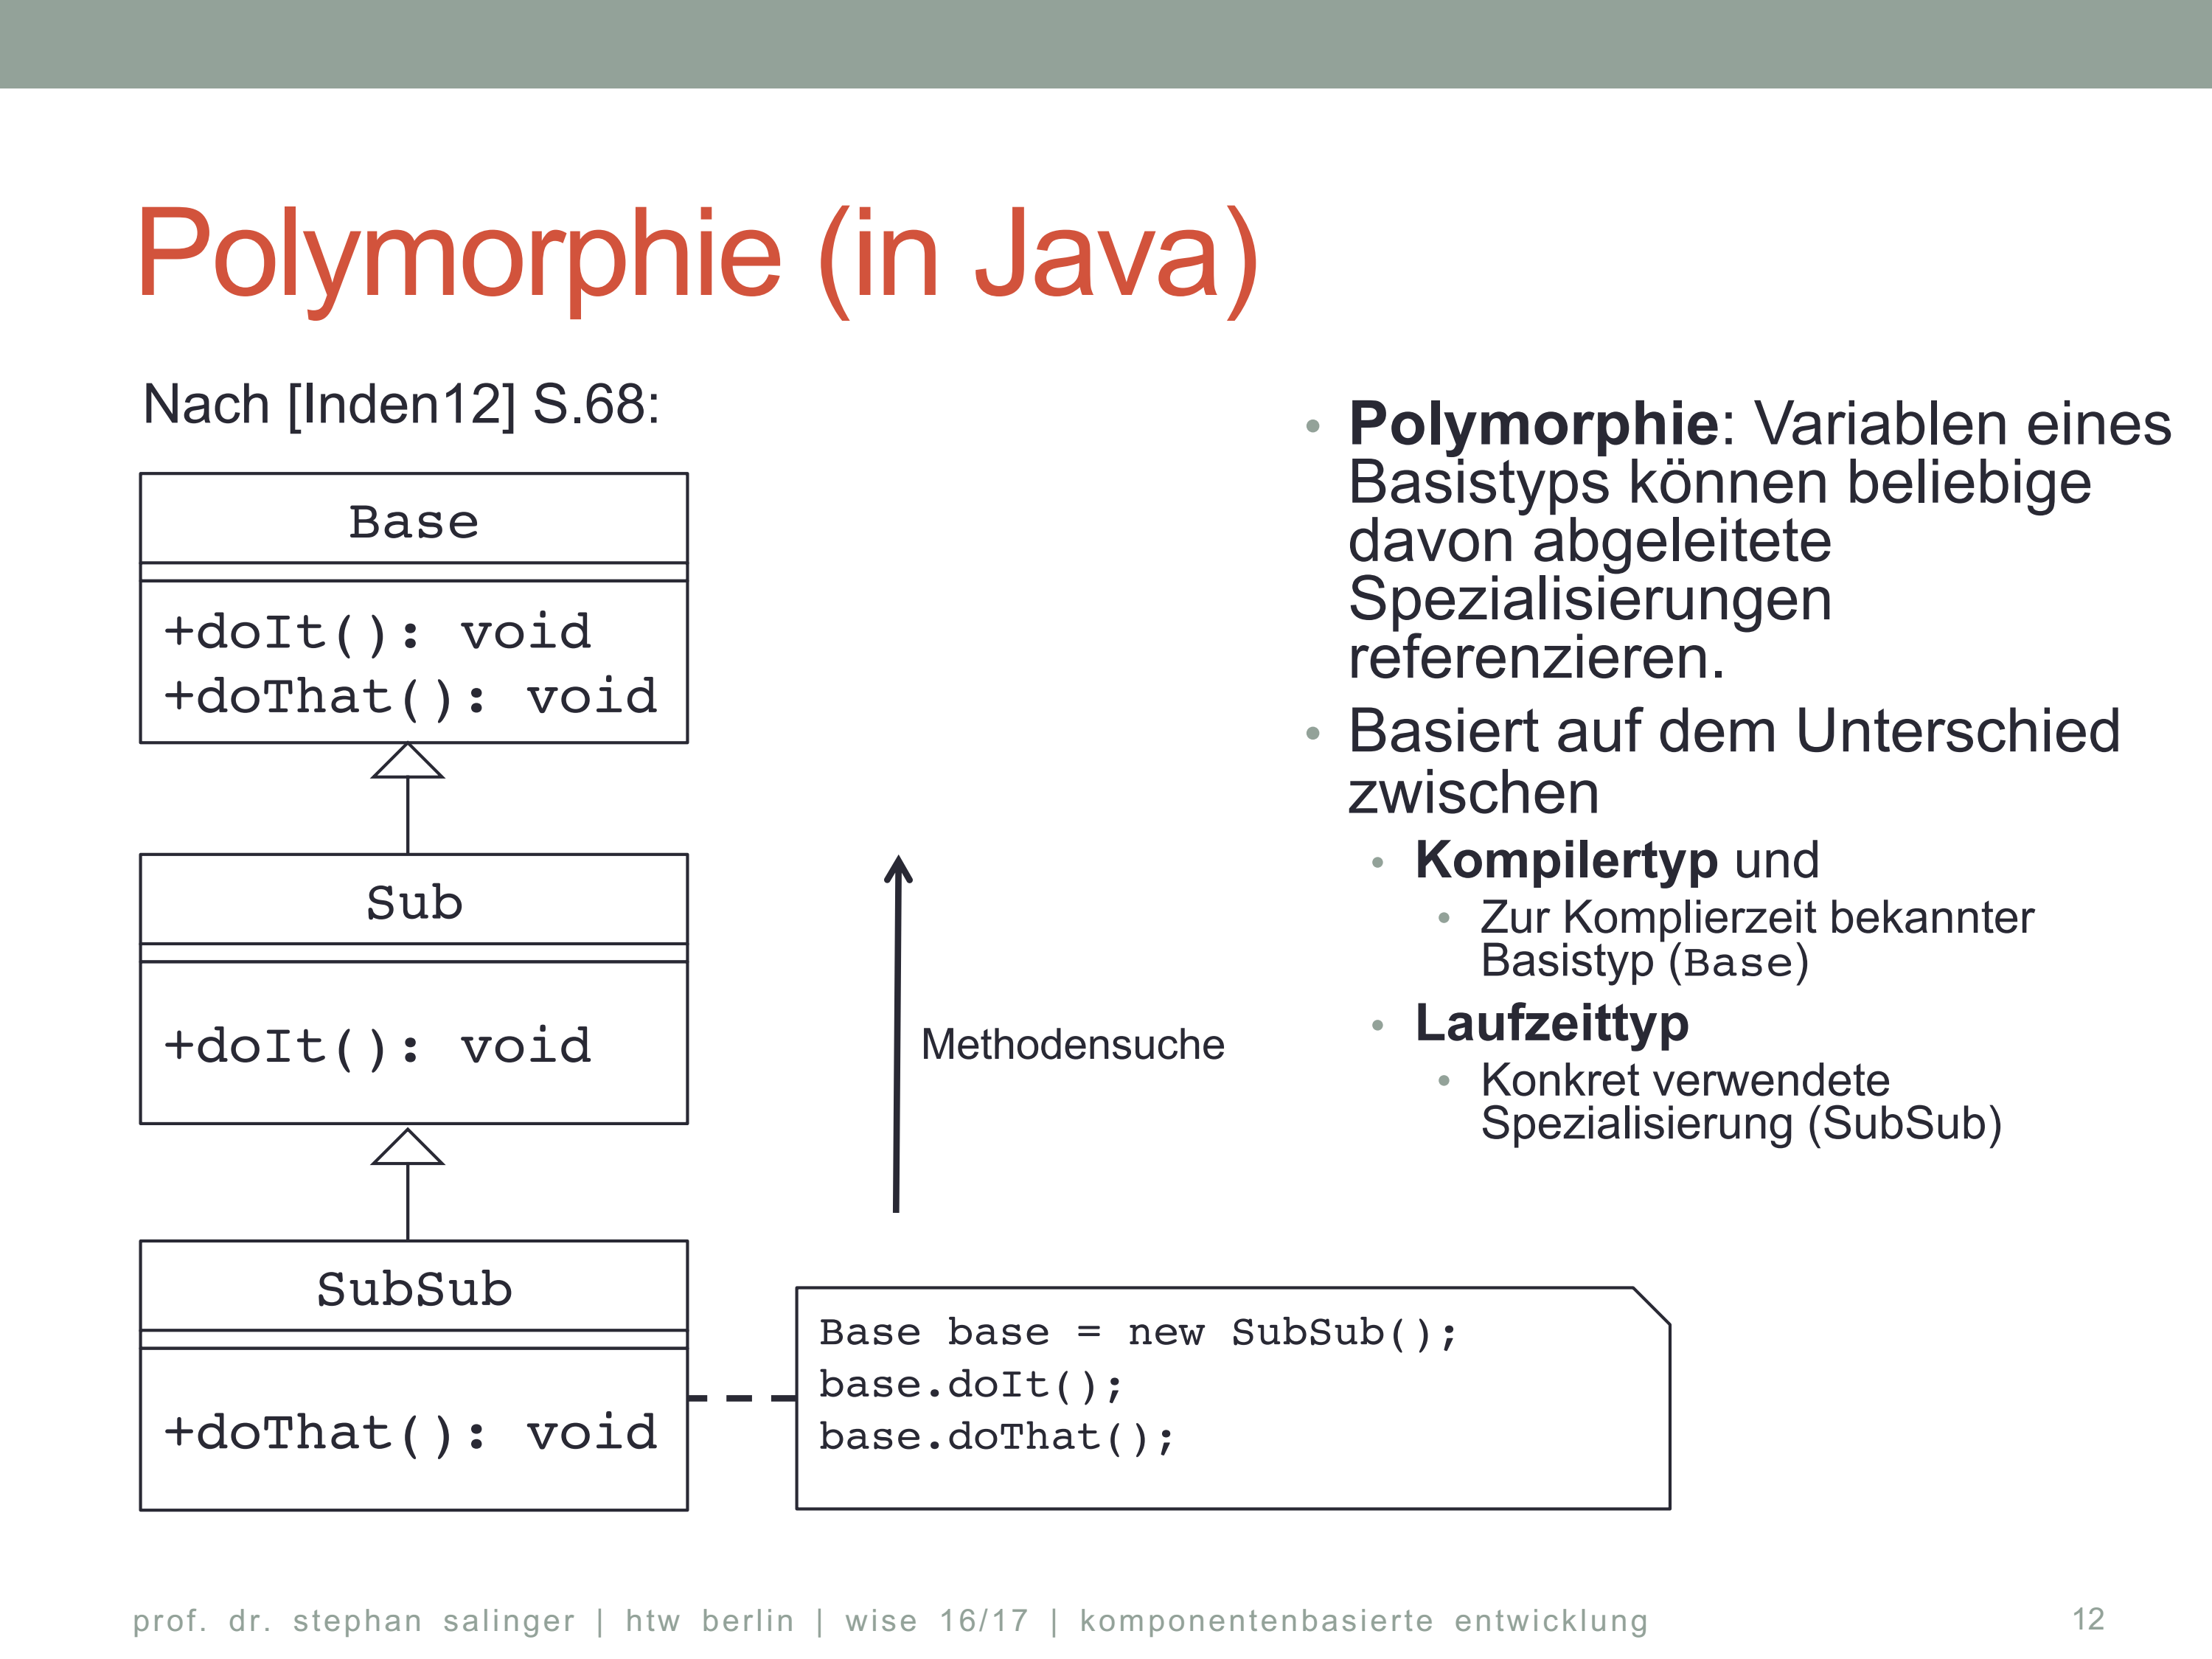 Polymorphie (in Java)
Nach [Inden12] S.68:
Base
+doIt(): void
+doThat(): void
Sub
+doIt(): void
SubSub
+doThat(): void
Methodensuche
Base base = new SubSub();
base.doIt();
base.doThat();
• Polymorphie: Variablen eines
Basistyps können beliebige
davon abgeleitete
Spezialisierungen
referenzieren.
• Basiert auf dem Unterschied
zwischen
• Kompilertyp und
• Zur Komplierzeit bekannter
Basistyp (Base)
• Laufzeittyp
• Konkret verwendete
Spezialisierung (SubSub)
prof. dr. stephan salinger | htw berlin | wise 16/17 | komponentenbasierte entwicklung
12